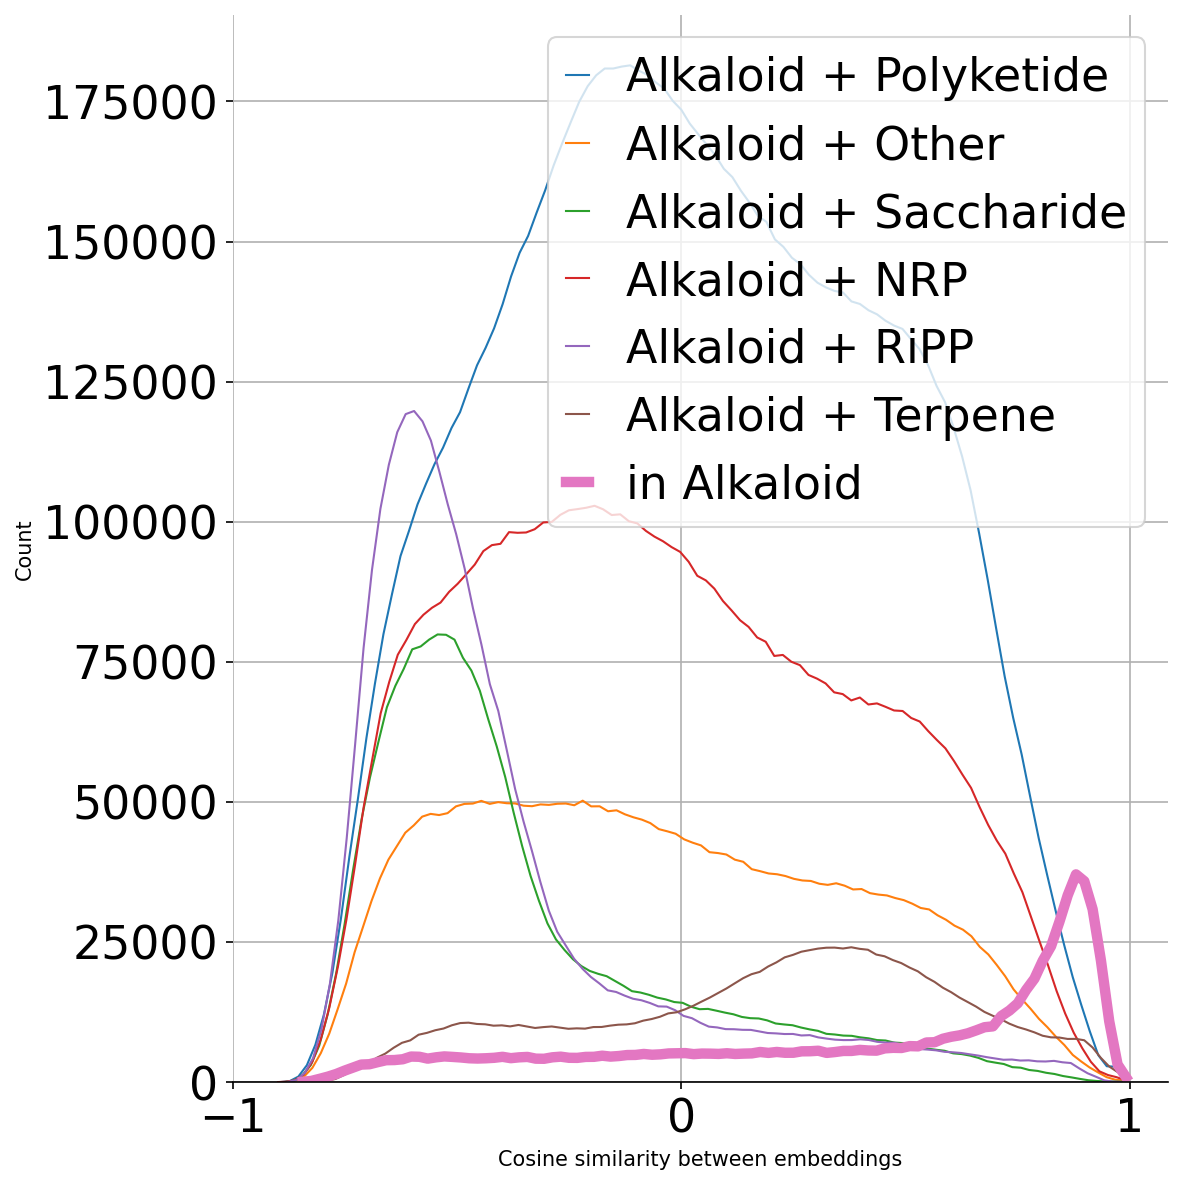 Alkaloid + Polyketide
Alkaloid + Other
Alkaloid + Saccharide
Alkaloid + NRP
Alkaloid + RiPP
Alkaloid + Terpene
in Alkaloid
175000
150000
125000
100000
75000
50000
25000
0
Count
−1
0
1
Cosine similarity between embeddings